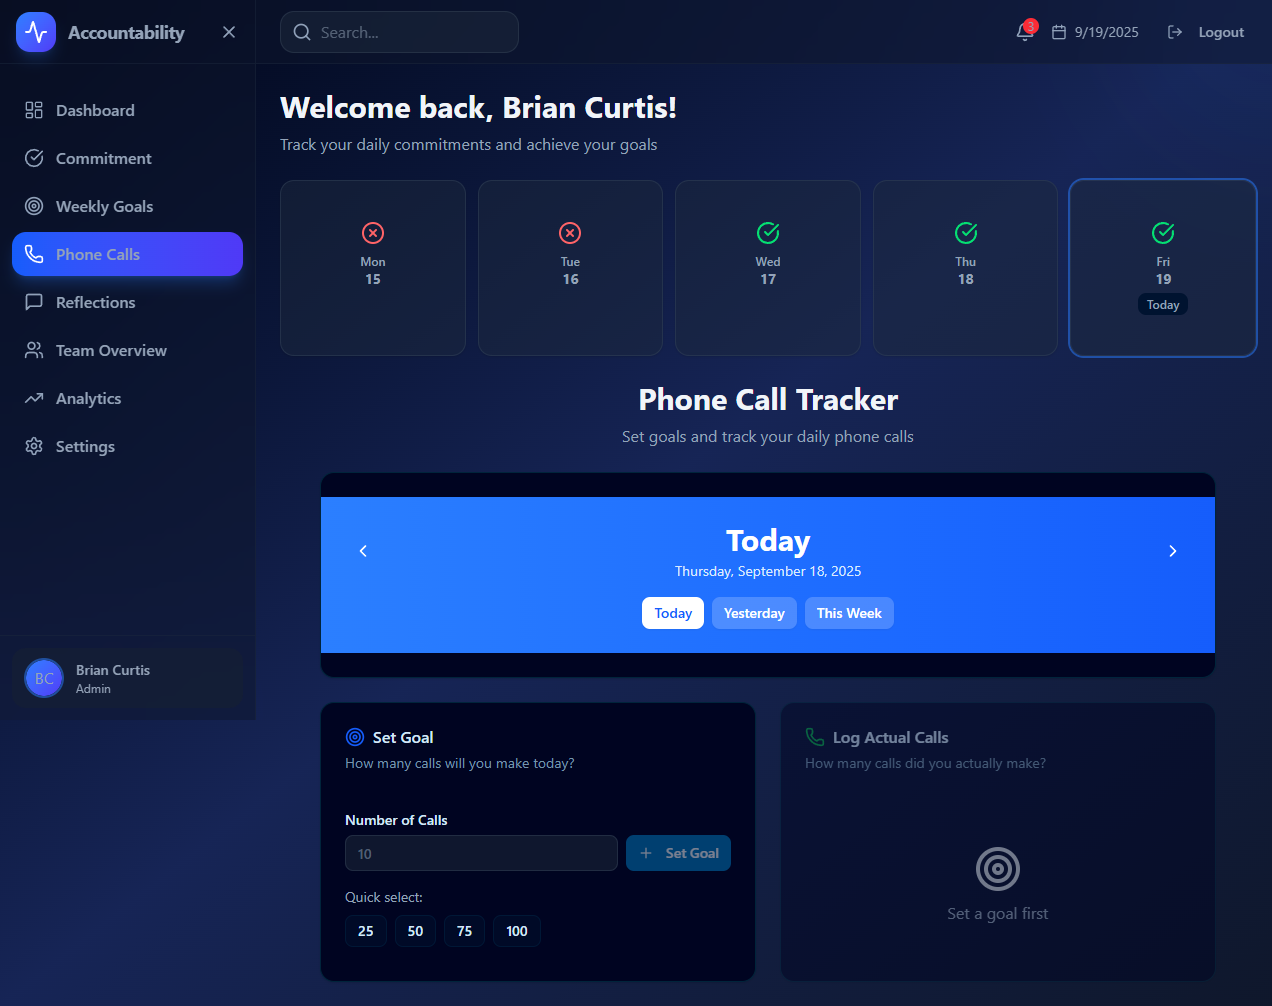 Accountability
Search...
3
9/19/2025
Logout
Dashboard
Commitment
Weekly Goals
Phone Calls
Reflections
Team Overview
Analytics
Settings
BC
Brian Curtis
Admin
Welcome back, Brian Curtis!
Track your daily commitments and achieve your goals
Mon
15
Tue
16
Wed
17
Thu
18
Fri
19
Today
Phone Call Tracker
Set goals and track your daily phone calls
Today
Thursday, September 18, 2025
Today Yesterday This Week
Set Goal
How many calls will you make today?
Number of Calls
10
Set Goal
Quick select:
25 50 75 100
Log Actual Calls
How many calls did you actually make?
Set a goal first